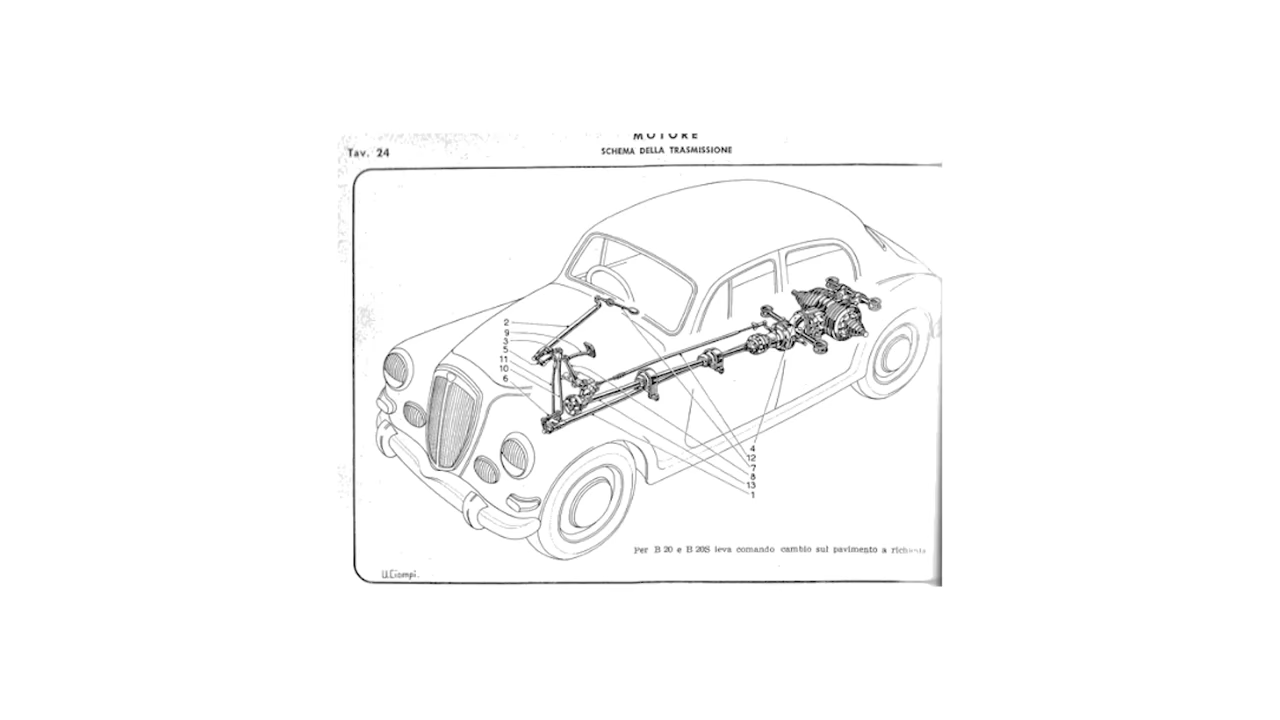 MOTORE
Tav. 24
SCHEMA DELLA TRASMISSIONE
2
9
3
5
11
10
6
4
12
7
8
13
1
Per B 20 e B 20S leva comando cambio sul pavimento a richiesta
U.Ciampi.